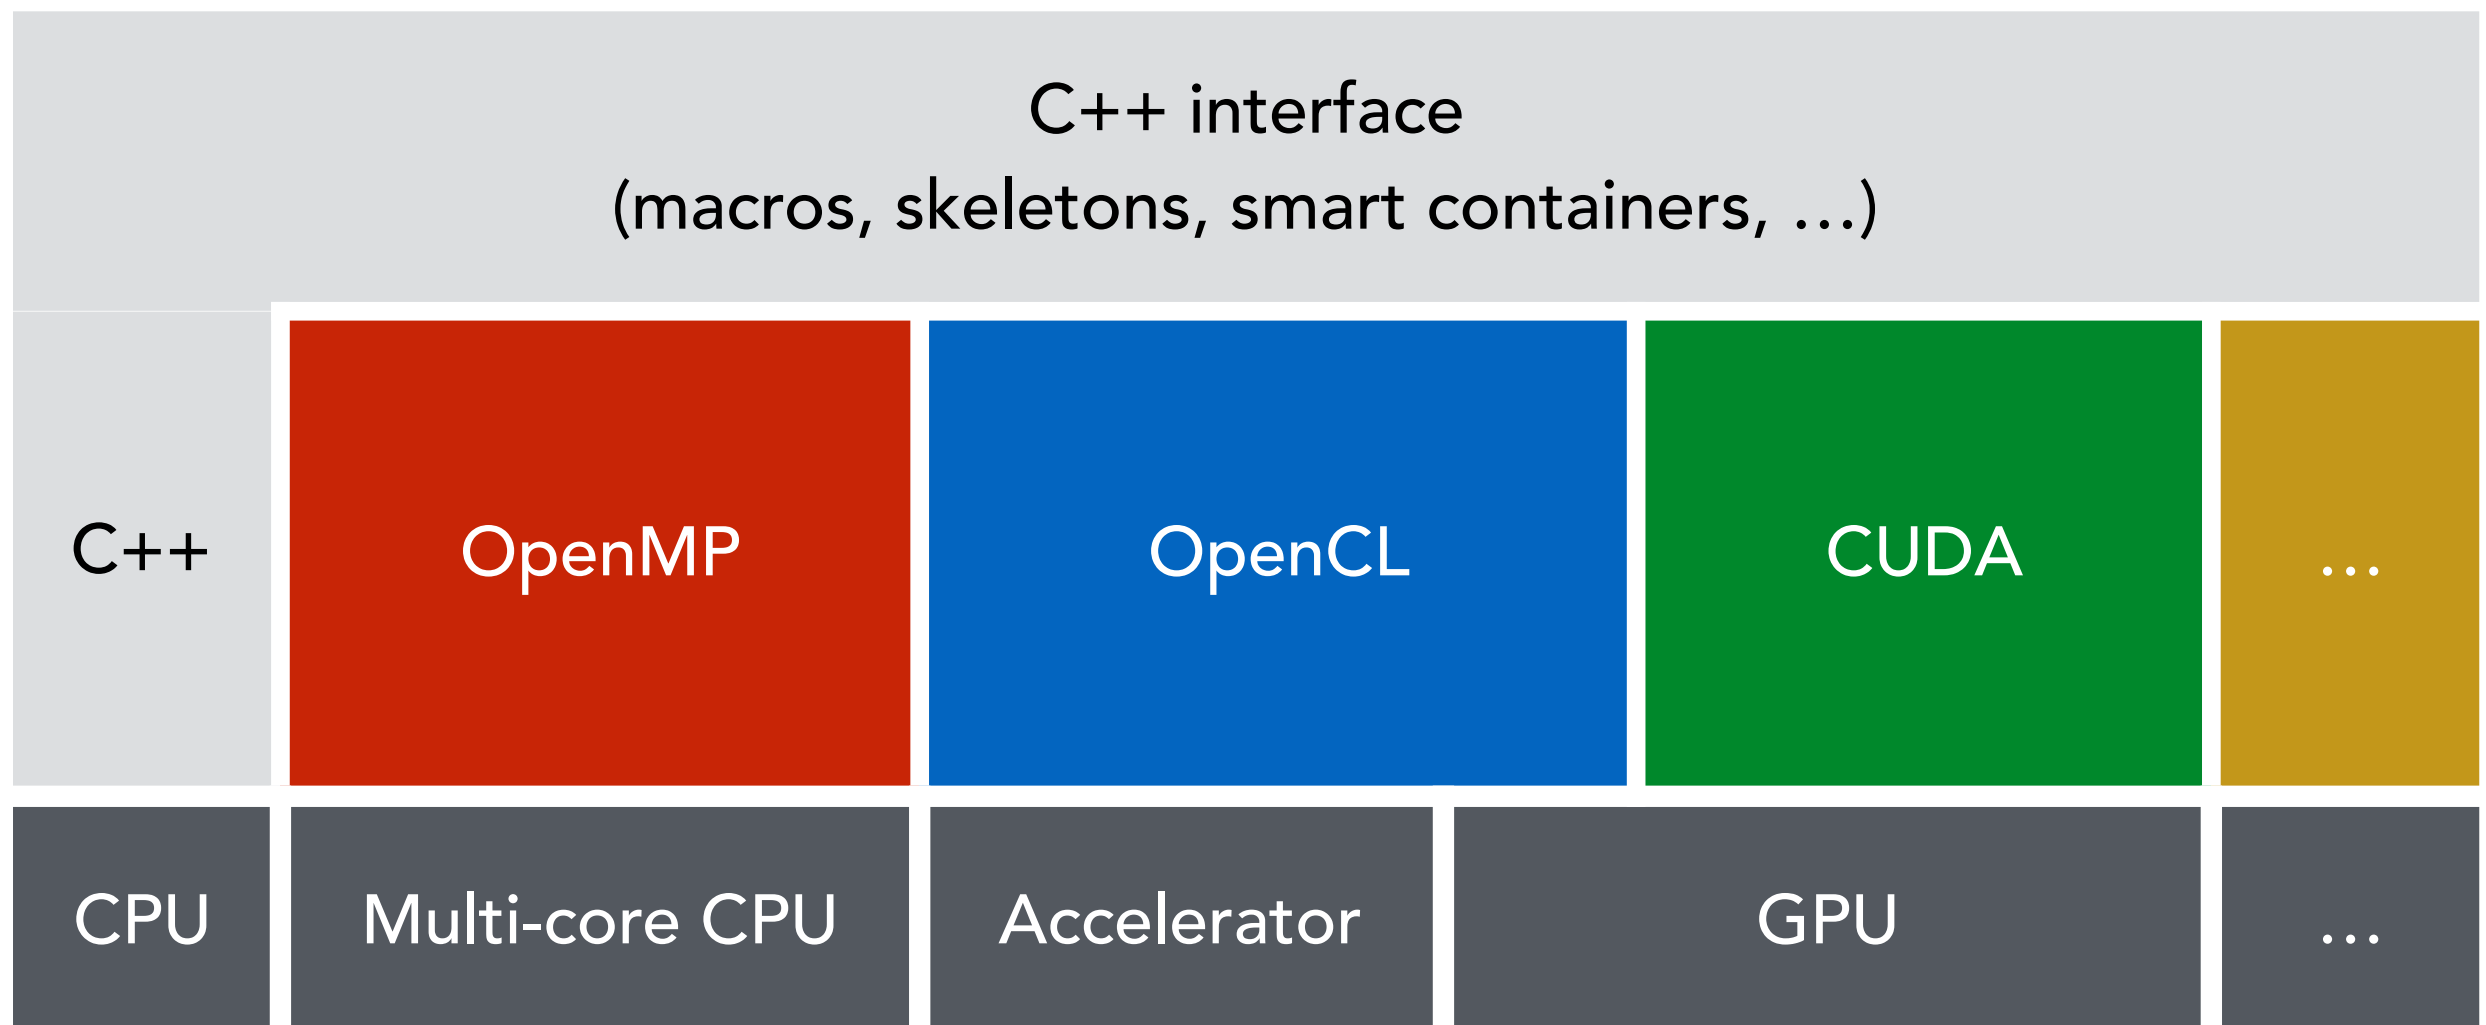 C++ interface
(macros, skeletons, smart containers, …)
C++
OpenMP
OpenCL
CUDA
…
CPU
Multi-core CPU
Accelerator
GPU
…